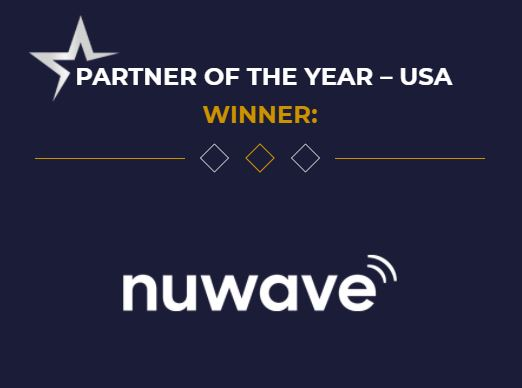 PARTNER OF THE YEAR – USA
WINNER:
nuwave